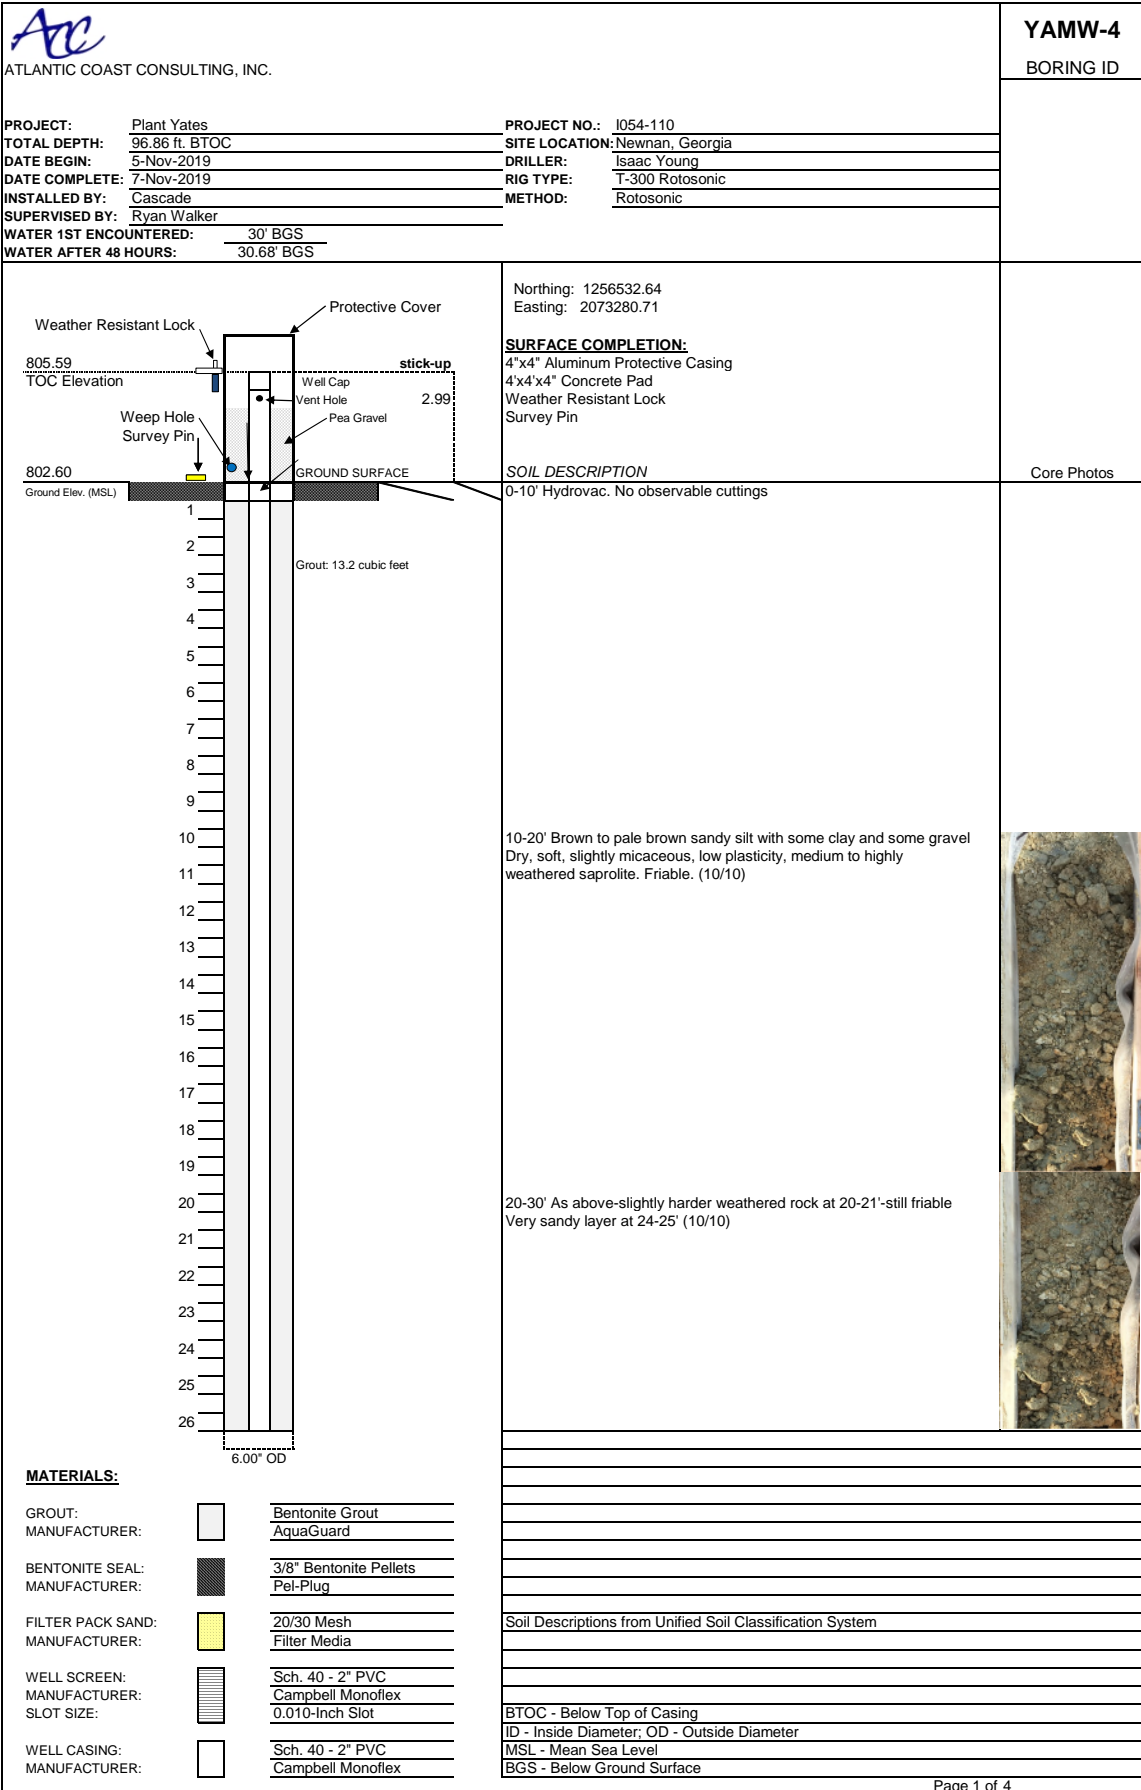 ACC
ATLANTIC COAST CONSULTING, INC.
YAMW-4
BORING ID
PROJECT: Plant Yates
PROJECT NO.: I054-110
TOTAL DEPTH: 96.86 ft. BTOC
SITE LOCATION: Newnan, Georgia
DATE BEGIN: 5-Nov-2019
DRILLER: Isaac Young
DATE COMPLETE: 7-Nov-2019
RIG TYPE: T-300 Rotosonic
INSTALLED BY: Cascade
METHOD: Rotosonic
SUPERVISED BY: Ryan Walker
WATER 1ST ENCOUNTERED: 30' BGS
WATER AFTER 48 HOURS: 30.68' BGS
Northing: 1256532.64
Easting: 2073280.71
Protective Cover
Weather Resistant Lock
SURFACE COMPLETION:
805.59
stick-up
4"x4" Aluminum Protective Casing
TOC Elevation
Well Cap
4'x4'x4" Concrete Pad
Vent Hole
2.99
Weather Resistant Lock
Weep Hole
Pea Gravel
Survey Pin
Survey Pin
802.60
GROUND SURFACE
SOIL DESCRIPTION
Core Photos
Ground Elev. (MSL)
0-10' Hydrovac. No observable cuttings
1
2
Grout: 13.2 cubic feet
3
4
5
6
7
8
9
10
10-20' Brown to pale brown sandy silt with some clay and some gravel
Dry, soft, slightly micaceous, low plasticity, medium to highly
11
weathered saprolite. Friable. (10/10)
12
13
14
15
16
17
18
19
20
20-30' As above-slightly harder weathered rock at 20-21'-still friable
Very sandy layer at 24-25' (10/10)
21
22
23
24
25
26
6.00" OD
MATERIALS:
GROUT: Bentonite Grout
MANUFACTURER: AquaGuard
BENTONITE SEAL: 3/8" Bentonite Pellets
MANUFACTURER: Pel-Plug
FILTER PACK SAND: 20/30 Mesh
Soil Descriptions from Unified Soil Classification System
MANUFACTURER: Filter Media
WELL SCREEN: Sch. 40 - 2" PVC
MANUFACTURER: Campbell Monoflex
SLOT SIZE: 0.010-Inch Slot
BTOC - Below Top of Casing
ID - Inside Diameter; OD - Outside Diameter
WELL CASING: Sch. 40 - 2" PVC
MSL - Mean Sea Level
MANUFACTURER: Campbell Monoflex
BGS - Below Ground Surface
Page 1 of 4